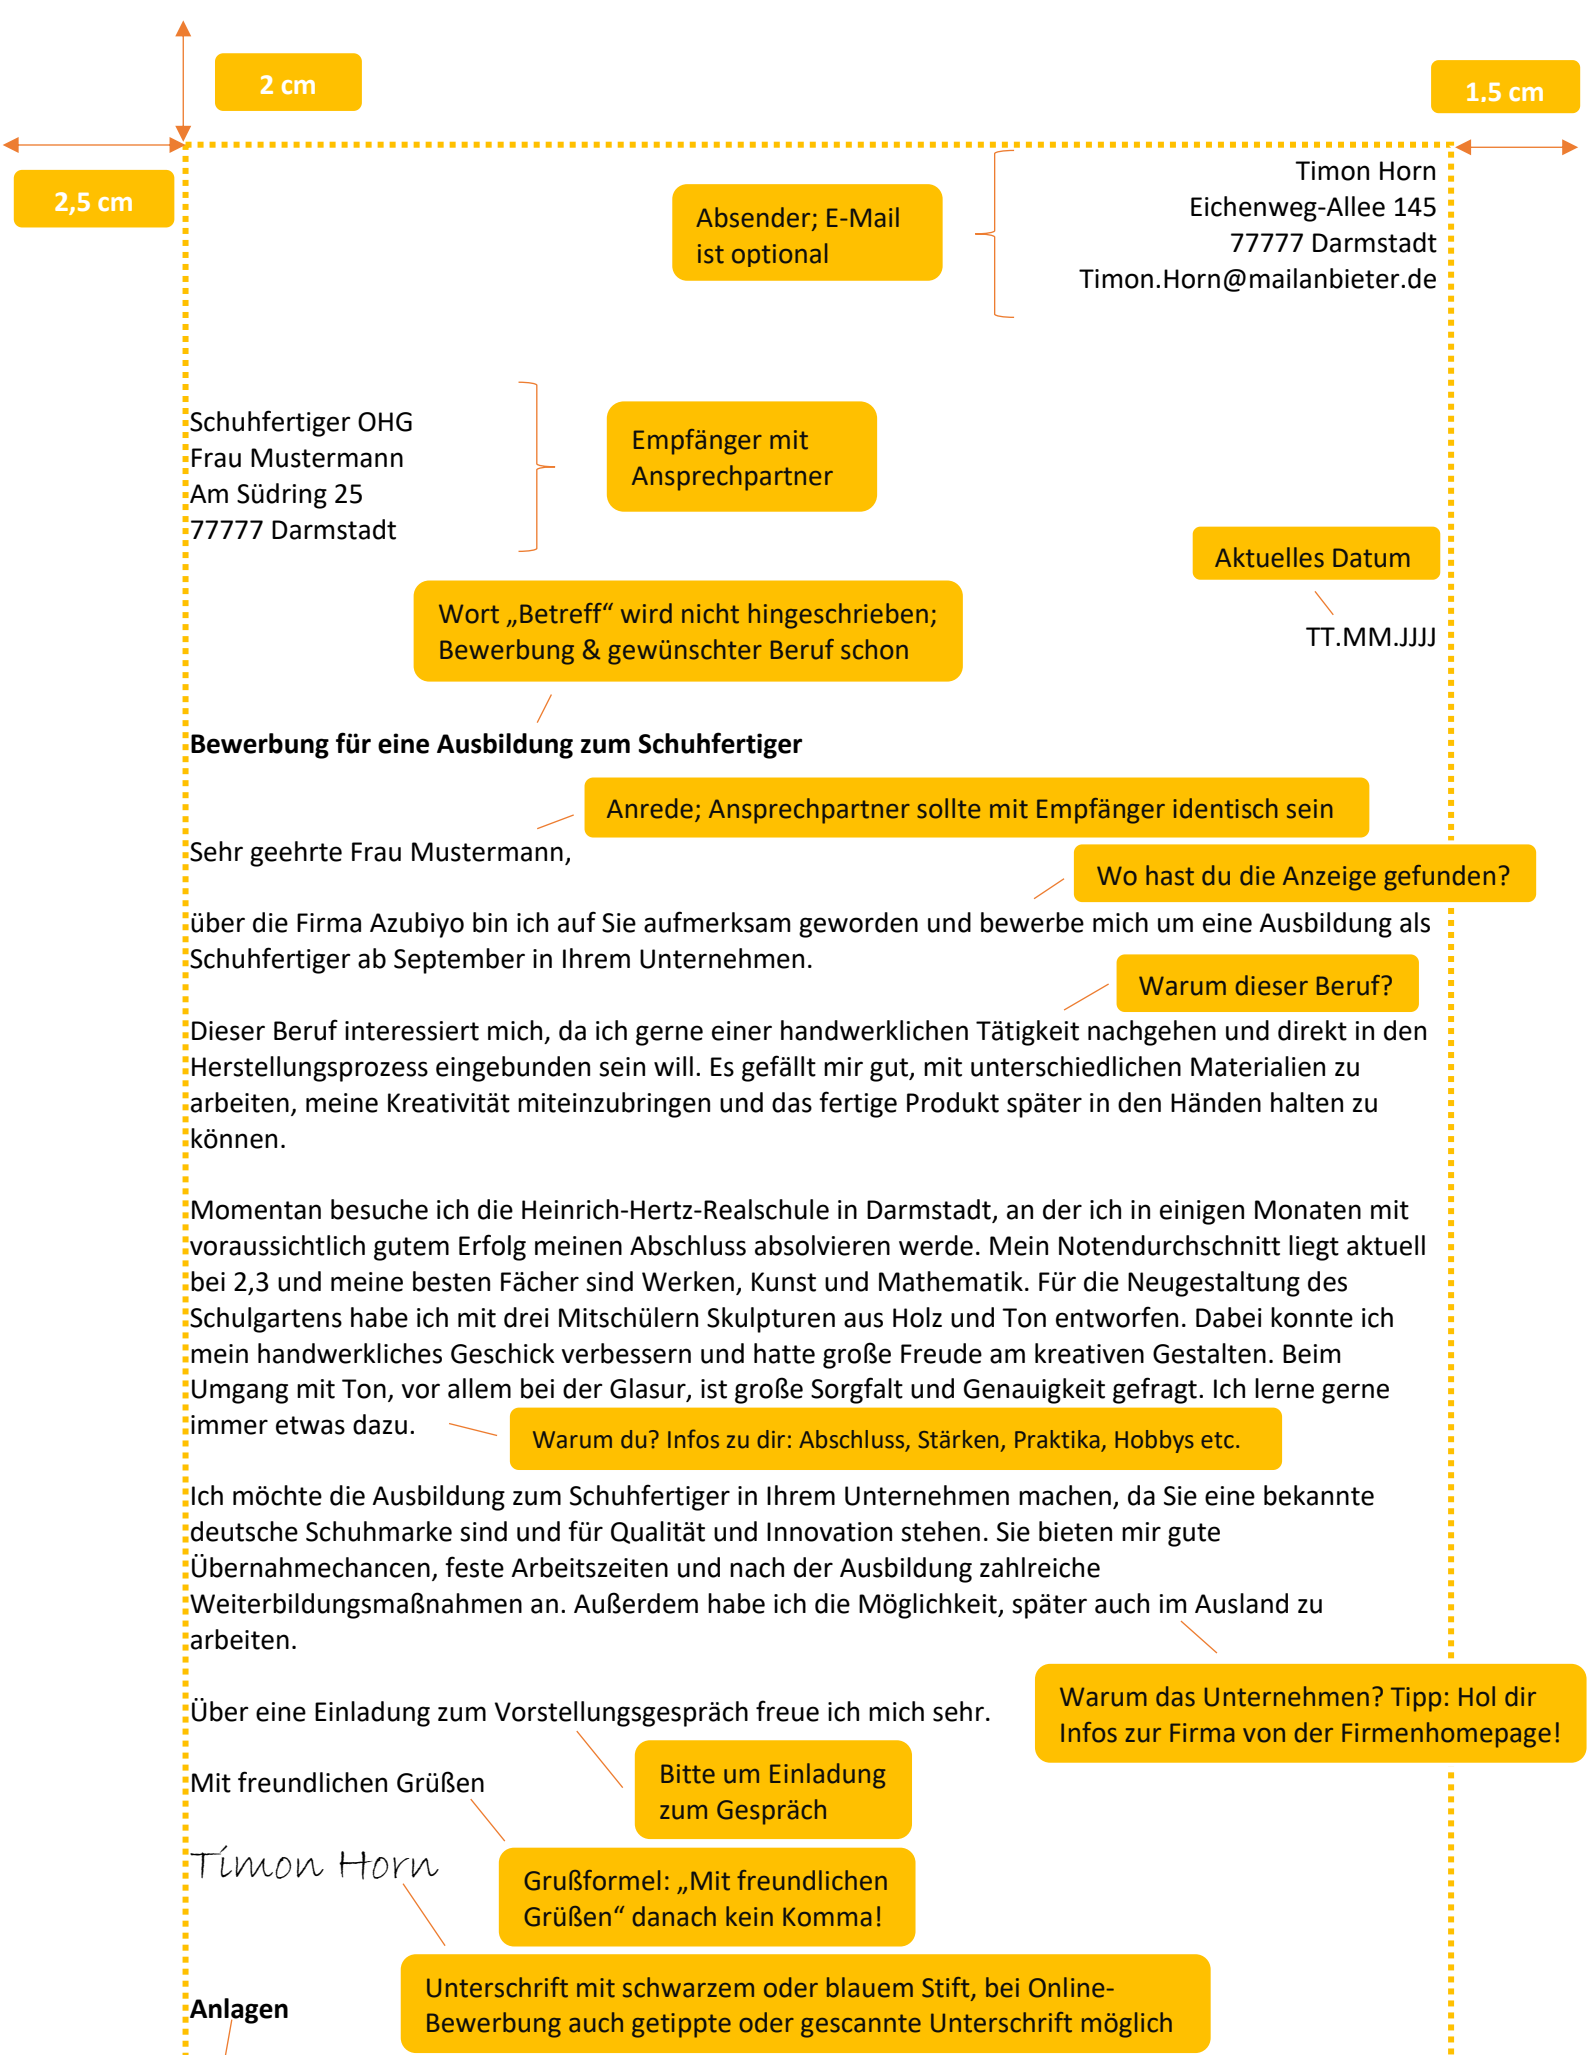 2 cm
1,5 cm
2,5 cm
Timon Horn
Eichenweg-Allee 145
77777 Darmstadt
Timon.Horn@mailanbieter.de
Absender; E-Mail
ist optional
Schuhfertiger OHG
Frau Mustermann
Am Südring 25
77777 Darmstadt
Empfänger mit
Ansprechpartner
Aktuelles Datum
TT.MM.JJJJ
Wort „Betreff“ wird nicht hingeschrieben;
Bewerbung & gewünschter Beruf schon
Bewerbung für eine Ausbildung zum Schuhfertiger
Anrede; Ansprechpartner sollte mit Empfänger identisch sein
Sehr geehrte Frau Mustermann,
Wo hast du die Anzeige gefunden?
über die Firma Azubiyo bin ich auf Sie aufmerksam geworden und bewerbe mich um eine Ausbildung als
Schuhfertiger ab September in Ihrem Unternehmen.
Warum dieser Beruf?
Dieser Beruf interessiert mich, da ich gerne einer handwerklichen Tätigkeit nachgehen und direkt in den
Herstellungsprozess eingebunden sein will. Es gefällt mir gut, mit unterschiedlichen Materialien zu
arbeiten, meine Kreativität miteinzubringen und das fertige Produkt später in den Händen halten zu
können.
Momentan besuche ich die Heinrich-Hertz-Realschule in Darmstadt, an der ich in einigen Monaten mit
voraussichtlich gutem Erfolg meinen Abschluss absolvieren werde. Mein Notendurchschnitt liegt aktuell
bei 2,3 und meine besten Fächer sind Werken, Kunst und Mathematik. Für die Neugestaltung des
Schulgartens habe ich mit drei Mitschülern Skulpturen aus Holz und Ton entworfen. Dabei konnte ich
mein handwerkliches Geschick verbessern und hatte große Freude am kreativen Gestalten. Beim
Umgang mit Ton, vor allem bei der Glasur, ist große Sorgfalt und Genauigkeit gefragt. Ich lerne gerne
immer etwas dazu.
Warum du? Infos zu dir: Abschluss, Stärken, Praktika, Hobbys etc.
Ich möchte die Ausbildung zum Schuhfertiger in Ihrem Unternehmen machen, da Sie eine bekannte
deutsche Schuhmarke sind und für Qualität und Innovation stehen. Sie bieten mir gute
Übernahmechancen, feste Arbeitszeiten und nach der Ausbildung zahlreiche
Weiterbildungsmaßnahmen an. Außerdem habe ich die Möglichkeit, später auch im Ausland zu
arbeiten.
Warum das Unternehmen? Tipp: Hol dir
Infos zur Firma von der Firmenhomepage!
Über eine Einladung zum Vorstellungsgespräch freue ich mich sehr.
Bitte um Einladung
zum Gespräch
Mit freundlichen Grüßen
Timon Horn
Grußformel: „Mit freundlichen
Grüßen“ danach kein Komma!
Unterschrift mit schwarzem oder blauem Stift, bei Online-
Bewerbung auch getippte oder gescannte Unterschrift möglich
Anlagen